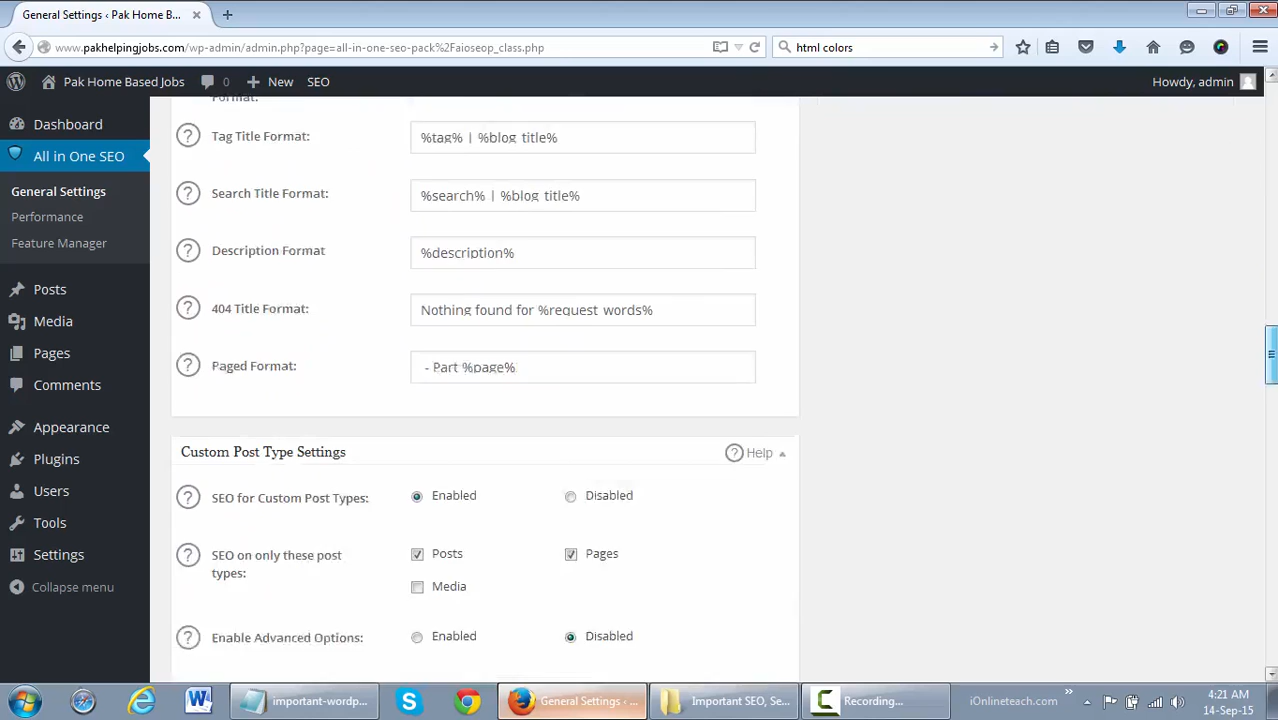 General Settings ‹ Pak Home B...
www.pakhelpingjobs.com/wp-admin/admin.php?page=all-in-one-seo-pack%2Faioseop_class.php
html colors
Pak Home Based Jobs
0
New
SEO
Howdy, admin
Dashboard
All in One SEO
General Settings
Performance
Feature Manager
Posts
Media
Pages
Comments
Appearance
Plugins
Users
Tools
Settings
Collapse menu
Format:
Tag Title Format:
%tag% | %blog_title%
Search Title Format:
%search% | %blog_title%
Description Format
%description%
404 Title Format:
Nothing found for %request_words%
Paged Format:
- Part %page%
Custom Post Type Settings
Help
SEO for Custom Post Types:
Enabled
Disabled
SEO on only these post
types:
Posts
Pages
Media
Enable Advanced Options:
Enabled
Disabled
important-wordp...
General Settings ‹ ...
Important SEO, Se...
Recording...
iOnlineteach.com
4:21 AM
14-Sep-15